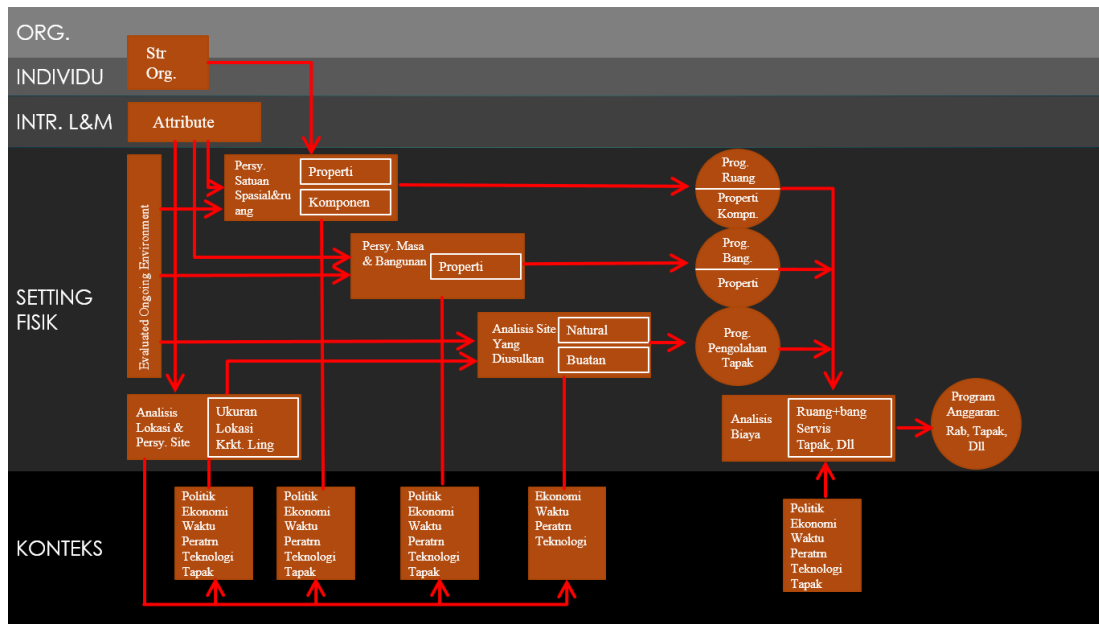 ORG.
INDIVIDU
Str
Org.
INTR. L&M
Attribute
SETTING
FISIK
Evaluated Ongoing Environment
Persy.
Satuan
Spasial&ru
ang
Properti
Komponen
Prog.
Ruang
Properti
Kompn.
Persy. Masa
& Bangunan
Properti
Prog.
Bang.
Properti
Analisis Site
Yang
Diusulkan
Natural
Buatan
Prog.
Pengolahan
Tapak
Analisis
Lokasi &
Persy. Site
Ukuran
Lokasi
Krkt. Ling
Analisis
Biaya
Ruang+bang
Servis
Tapak, Dll
Program
Anggaran:
Rab, Tapak,
Dll
KONTEKS
Politik
Ekonomi
Waktu
Peratrn
Teknologi
Tapak
Politik
Ekonomi
Waktu
Peratrn
Teknologi
Tapak
Politik
Ekonomi
Waktu
Peratrn
Teknologi
Tapak
Ekonomi
Waktu
Peratrn
Teknologi
Politik
Ekonomi
Waktu
Peratrn
Teknologi
Tapak